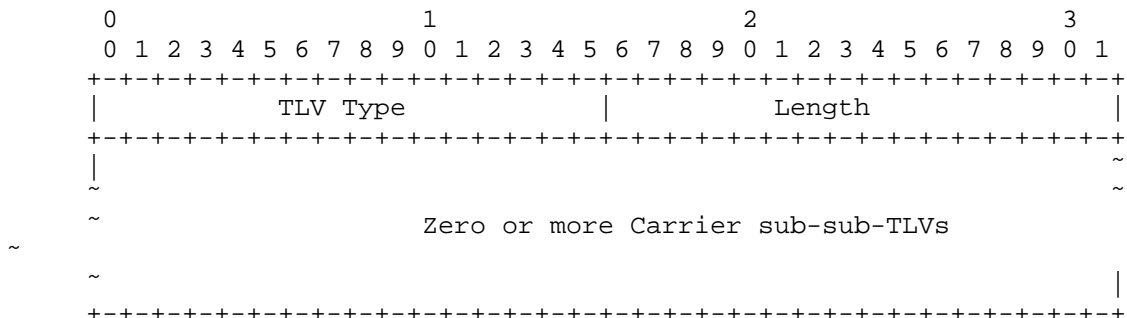 0                   1                   2                   3
0 1 2 3 4 5 6 7 8 9 0 1 2 3 4 5 6 7 8 9 0 1 2 3 4 5 6 7 8 9 0 1
+-+-+-+-+-+-+-+-+-+-+-+-+-+-+-+-+-+-+-+-+-+-+-+-+-+-+-+-+-+-+-+-+
|           TLV Type            |          Length               |
+-+-+-+-+-+-+-+-+-+-+-+-+-+-+-+-+-+-+-+-+-+-+-+-+-+-+-+-+-+-+-+-+
|                                                               ~
~                                                               ~
~                    Zero or more Carrier sub-sub-TLVs
~
~                                                               |
+-+-+-+-+-+-+-+-+-+-+-+-+-+-+-+-+-+-+-+-+-+-+-+-+-+-+-+-+-+-+-+-+